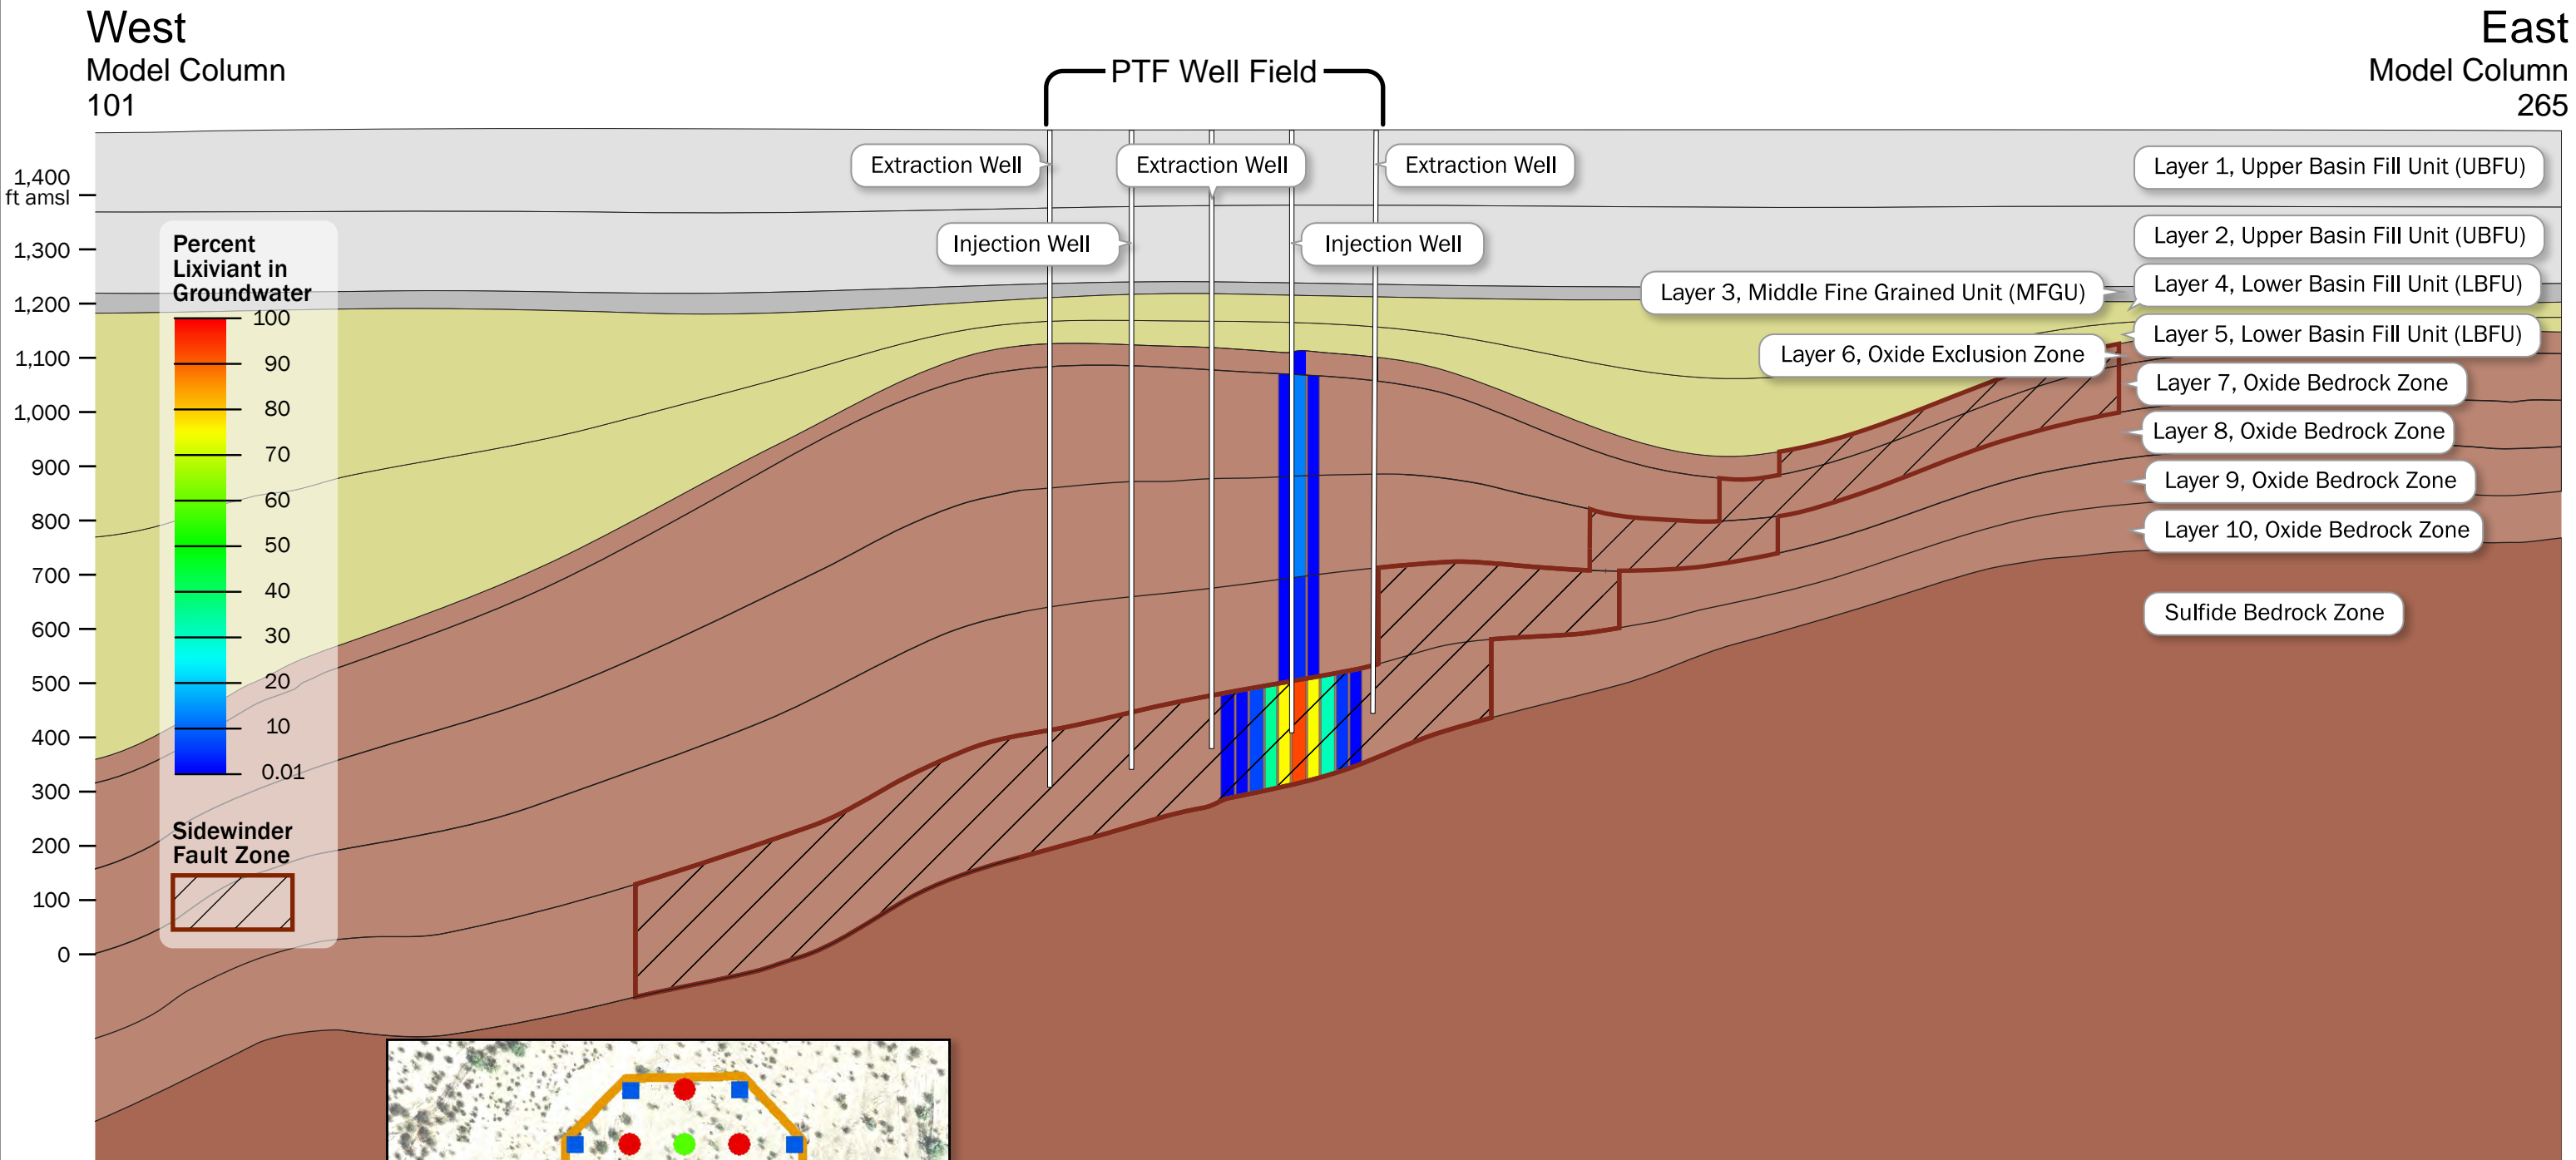 West
Model Column
101
East
Model Column
265
PTF Well Field
Extraction Well
Extraction Well
Extraction Well
Injection Well
Injection Well
Layer 1, Upper Basin Fill Unit (UBFU)
Layer 2, Upper Basin Fill Unit (UBFU)
Layer 3, Middle Fine Grained Unit (MFGU)
Layer 4, Lower Basin Fill Unit (LBFU)
Layer 5, Lower Basin Fill Unit (LBFU)
Layer 6, Oxide Exclusion Zone
Layer 7, Oxide Bedrock Zone
Layer 8, Oxide Bedrock Zone
Layer 9, Oxide Bedrock Zone
Layer 10, Oxide Bedrock Zone
Sulfide Bedrock Zone
1,400
ft amsl
1,300
1,200
1,100
1,000
900
800
700
600
500
400
300
200
100
0
Percent
Lixiviant in
Groundwater
100
90
80
70
60
50
40
30
20
10
0.01
Sidewinder
Fault Zone